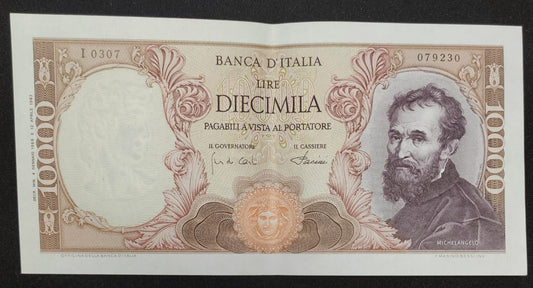 I 0307
079230
BANCA D'ITALIA
LIRE
DIECIMILA
PAGABILI A VISTA AL PORTATORE
IL GOVERNATORE
IL CASSIERE
10000
10000
MICHELANGELO
OFFICINA DELLA BANCA D'ITALIA